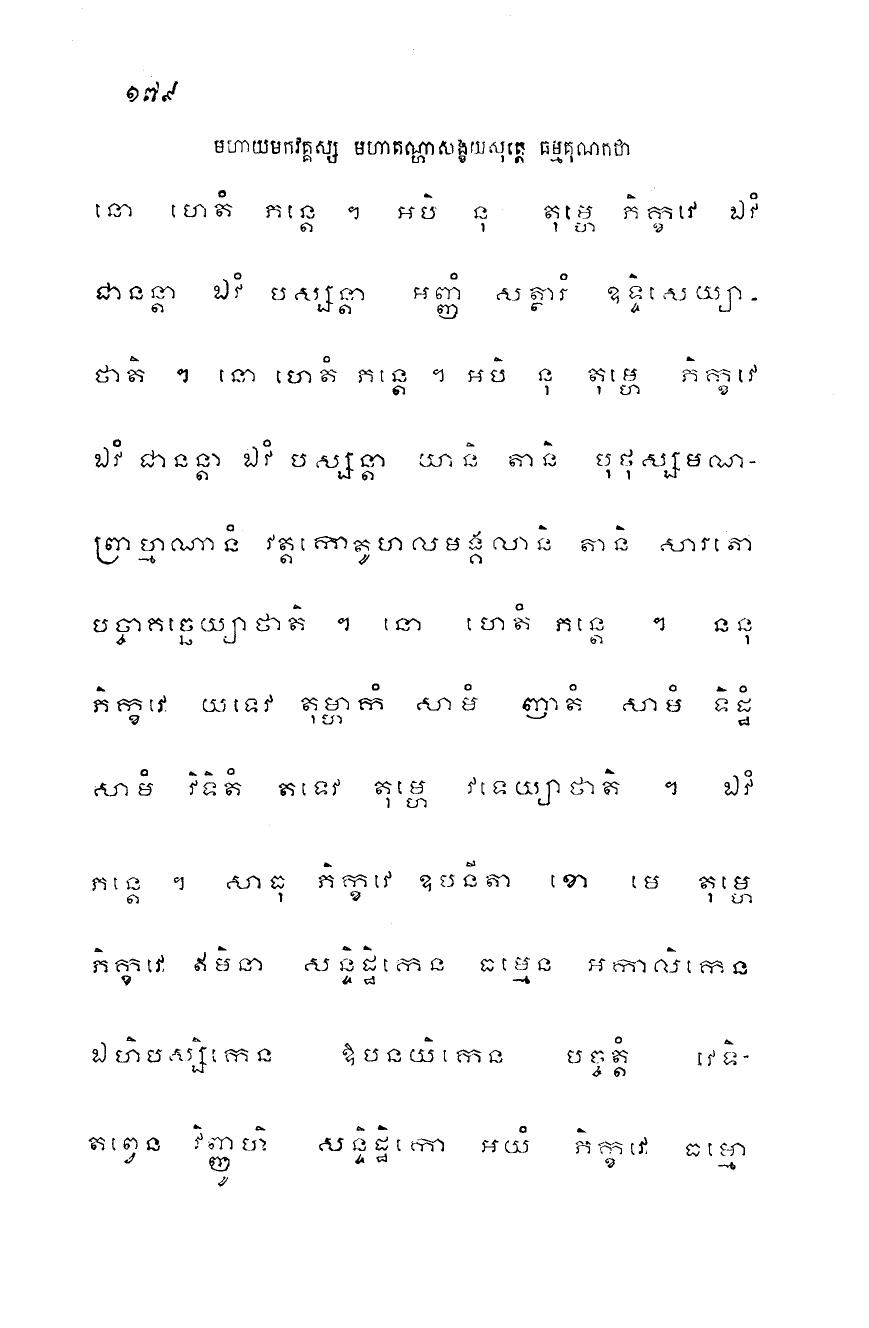 ១៧៩
មហាយមកវគ្គស្ស មហាតណ្ហាសង្ខយសុត្តេ ធម្មគុណកថា
នោ ហេតំ ភន្តេ ។ អបិ នុ តុម្ហេ ភិក្ខវេ ឯវំ
ជានន្តា ឯវំ បស្សន្តា អញ្ញំ សត្ថារំ ឧទ្ទិសេយ្យា-
ថាតិ ។ នោ ហេតំ ភន្តេ ។ អបិ នុ តុម្ហេ ភិក្ខវេ
ឯវំ ជានន្តា ឯវំ បស្សន្តា យានិ តានិ បុថុស្សមណ-
ព្រាហ្មណានំ វត្តកោតូហលមង្គលានិ តានិ សារតោ
បច្ចាគច្ឆេយ្យាថាតិ ។ នោ ហេតំ ភន្តេ ។ ននុ
ភិក្ខវេ យទេវ តុម្ហាកំ សាមំ ញាតំ សាមំ ទិដ្ឋំ
សាមំ វិទិតំ តទេវ តុម្ហេ វទេយ្យាថាតិ ។ ឯវំ
ភន្តេ ។ សាធុ ភិក្ខវេ ឧបនីតា ខោ មេ តុម្ហេ
ភិក្ខវេ ឥមិនា សន្ទិដ្ឋិកេន ធម្មេន អកាលិកេន
ឯហិបស្សិកេន ឱបនយិកេន បច្ចត្តំ វេទិ-
តព្វេន វិញ្ញូហិ សន្ទិដ្ឋិកោ អយំ ភិក្ខវេ ធម្មោ